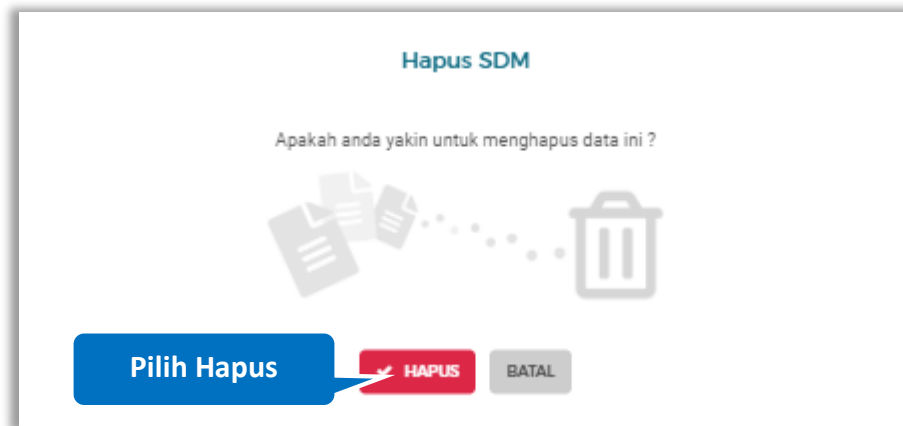 Hapus SDM
Apakah anda yakin untuk menghapus data ini ?
Pilih Hapus
HAPUS
BATAL